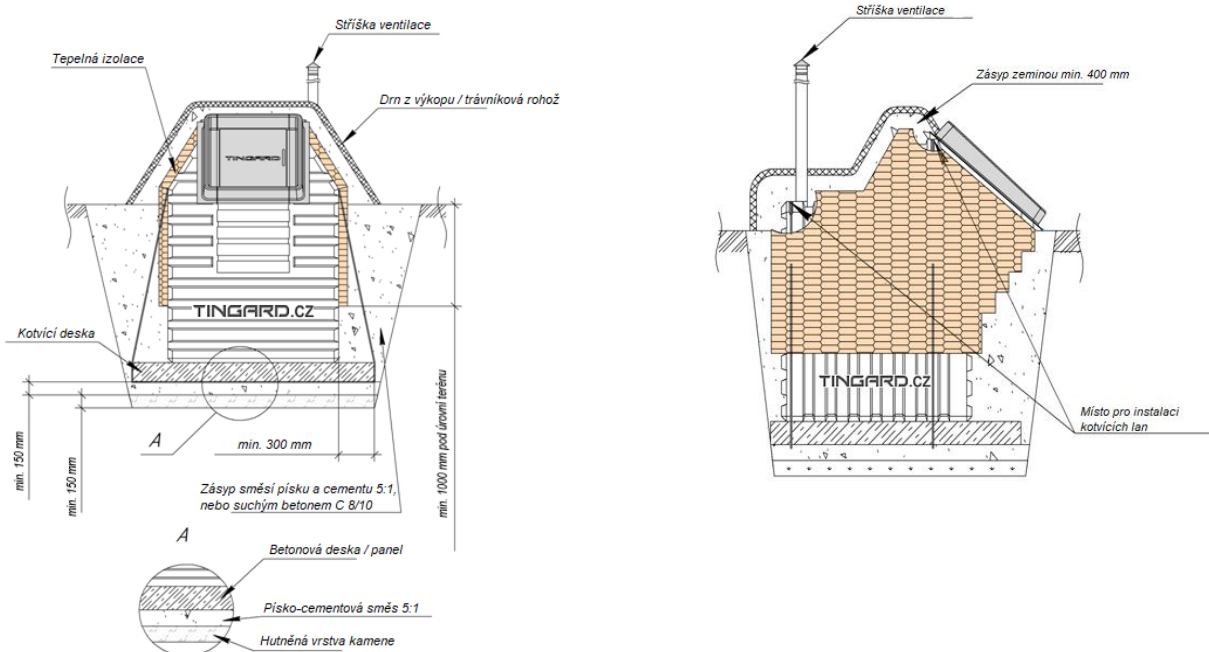 Stříška ventilace
Tepelná izolace
Drn z výkopu / trávníková rohož
TINGARD
TINGARD.CZ
Kotvící deska
A
min. 300 mm
min. 150 mm
min. 150 mm
min. 1000 mm pod úrovní terénu
Zásyp směsí písku a cementu 5:1,
nebo suchým betonem C 8/10
A
Betonová deska / panel
Písko-cementová směs 5:1
Hutněná vrstva kamene
Stříška ventilace
Zásyp zeminou min. 400 mm
TINGARD.CZ
Místo pro instalaci
kotvících lan